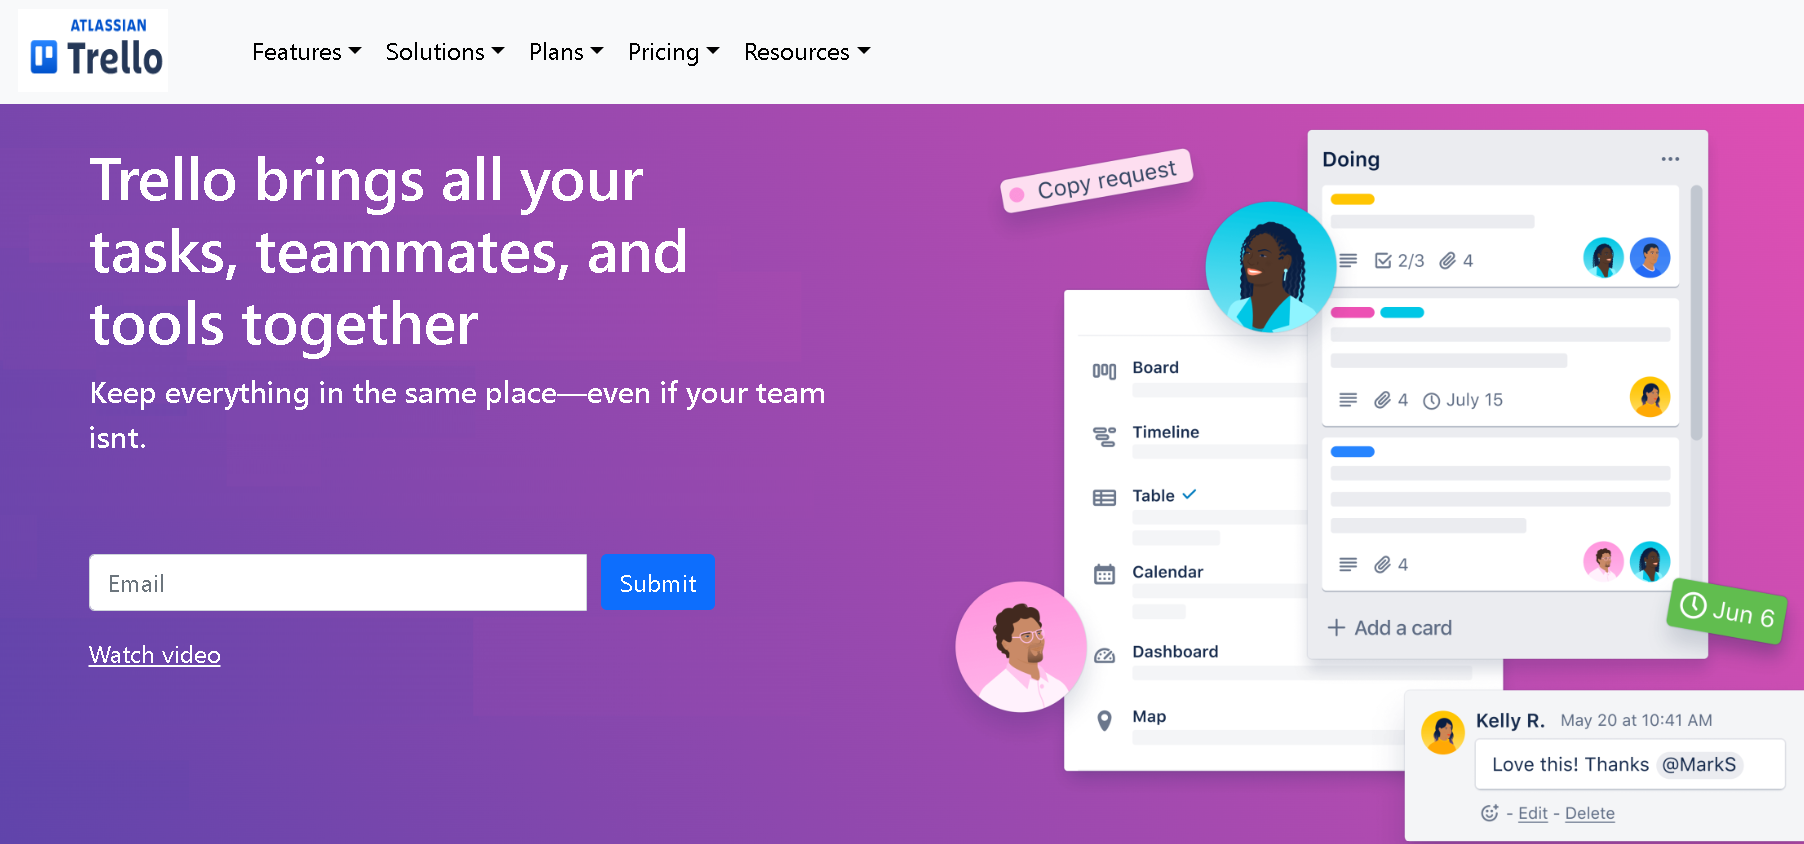 ATLASSIAN
Trello
Features Solutions Plans Pricing Resources
Trello brings all your
tasks, teammates, and
tools together
Keep everything in the same place—even if your team
isnt.
Email
Submit
Watch video
Copy request
Doing
2/3 4
4 July 15
4
+ Add a card
Jun 6
Board
Timeline
Table
Calendar
Dashboard
Map
Kelly R. May 20 at 10:41 AM
Love this! Thanks @MarkS
- Edit - Delete